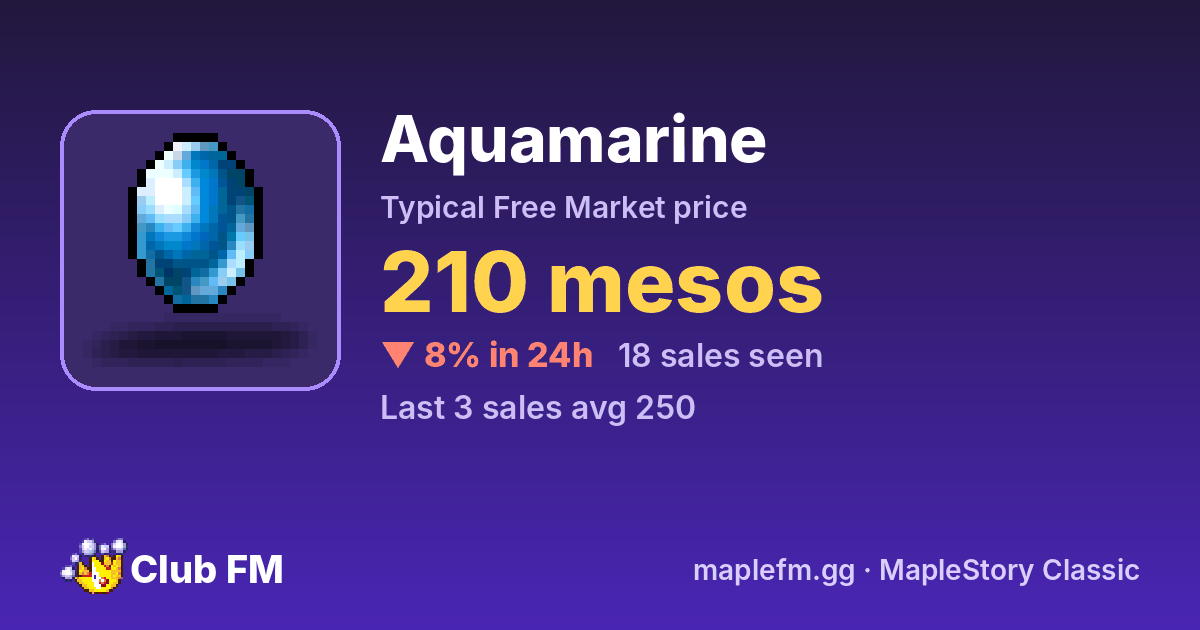 Aquamarine
Typical Free Market price
210 mesos
▼ 8% in 24h 18 sales seen
Last 3 sales avg 250
Club FM
maplefm.gg · MapleStory Classic